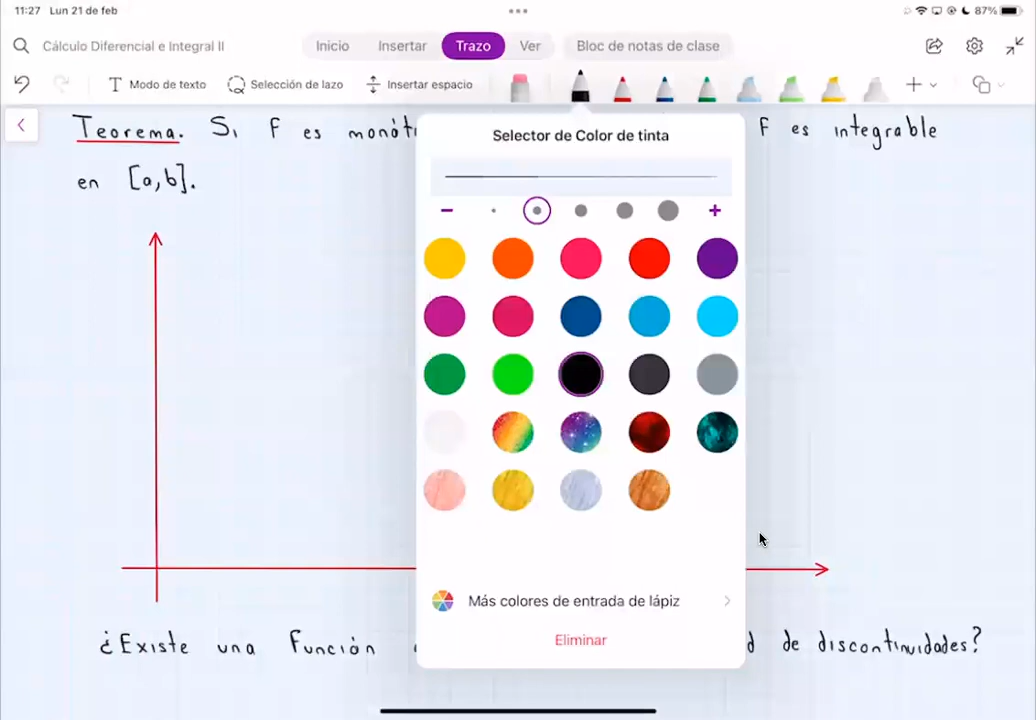 11:27 Lun 21 de feb
87%
Cálculo Diferencial e Integral II
Inicio Insertar Trazo Ver Bloc de notas de clase
Modo de texto Selección de lazo Insertar espacio
Teorema. Si f es f es integrable
en [a,b].
Selector de Color de tinta
Más colores de entrada de lápiz
Eliminar
¿Existe una función de discontinuidades?